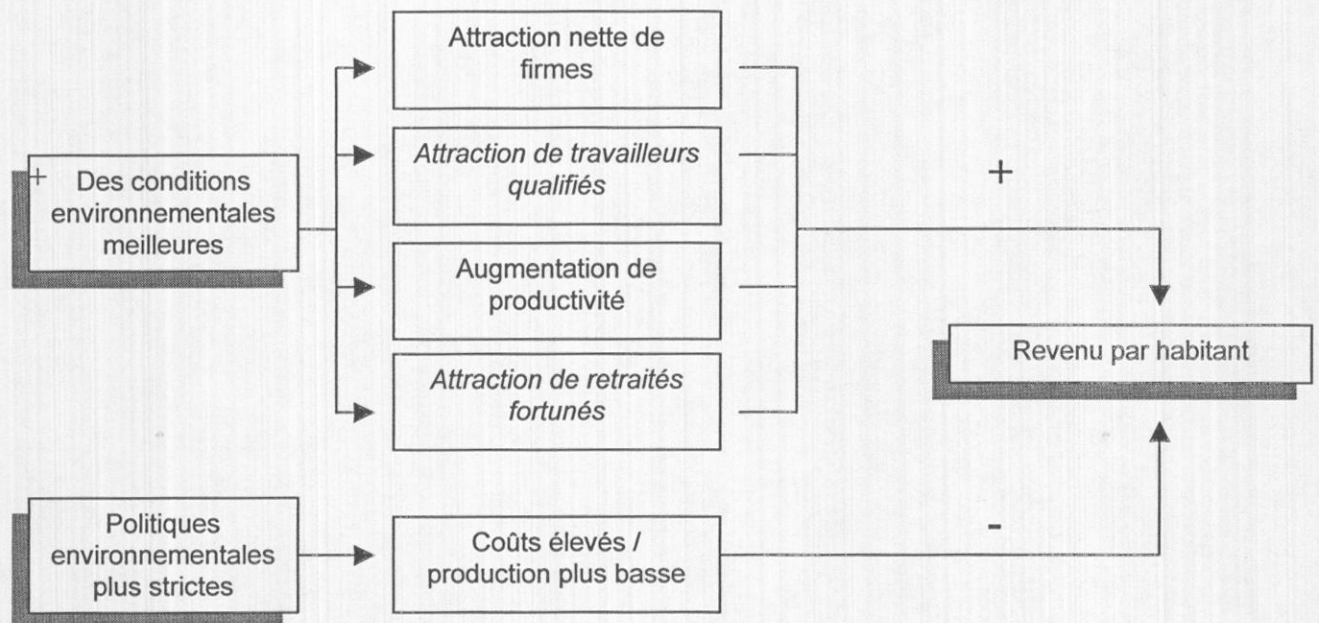 Attraction nette de
firmes
Attraction de travailleurs
qualifiés
+
+ Des conditions
environnementales
meilleures
Augmentation de
productivité
Revenu par habitant
Attraction de retraités
fortunés
Politiques
environnementales
plus strictes
Coûts élevés /
production plus basse
-